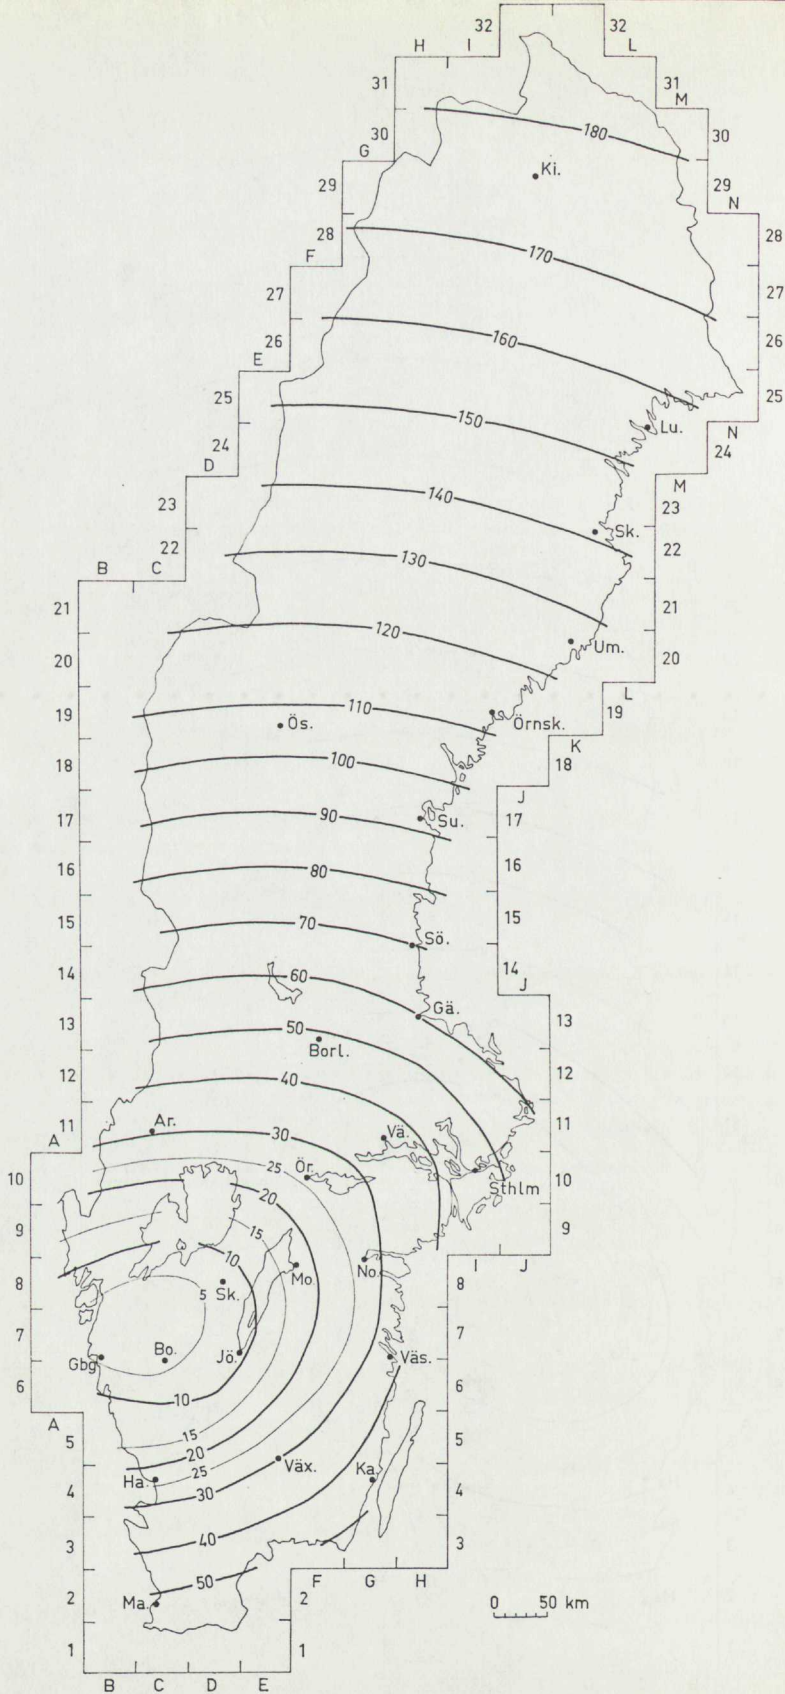 32 32
H I L
31 31
M
180
30 30
G
Ki.
29 29
N
28 28
F
170
27 27
26 26
E
160
25 25
150
Lu.
N
24 24
D
M
140
23 23
Sk.
22 22
B C
130
21 21
120
Um.
20 20
L
110
19 Ös. Örnsk. 19
K
100
18 18
J
90
17 Su. 17
16 80 16
15 70 15
Sö.
14 60 14
J
Gä.
13 50 13
Borl.
12 40 12
11 Ar. 30 Vä. 11
A
25
10 Ör. 10
20 Sthlm
9 15 9
10
I J
Mo. No.
8 5 Sk. 8
7 7
Gbg Bo. Jö. Väs.
6 10 6
A
5 15 5
20
25 Väx. Ka.
Ha.
4 30 4
3 40 3
50
F G H
2 Ma. 2 0 50 km
1 1
B C D E